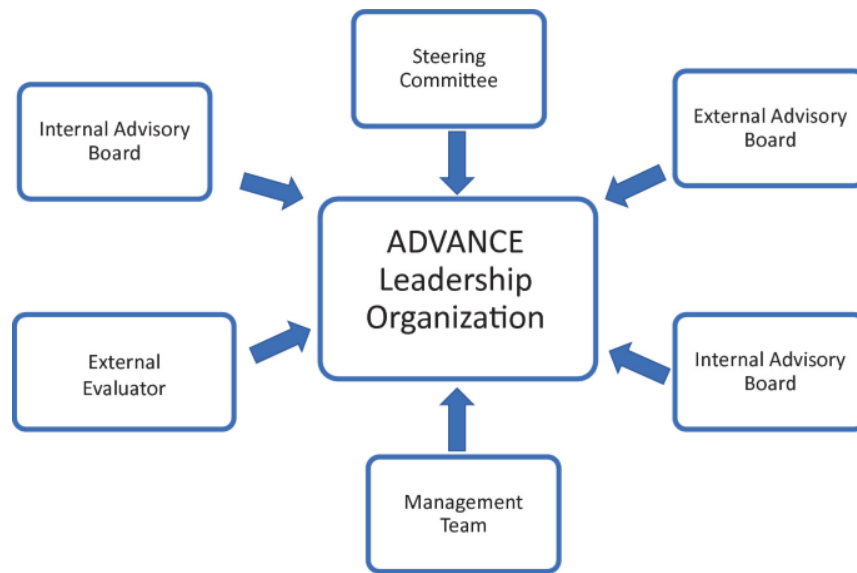 Steering
Committee
Internal Advisory
Board
External Advisory
Board
ADVANCE
Leadership
Organization
External
Evaluator
Internal Advisory
Board
Management
Team